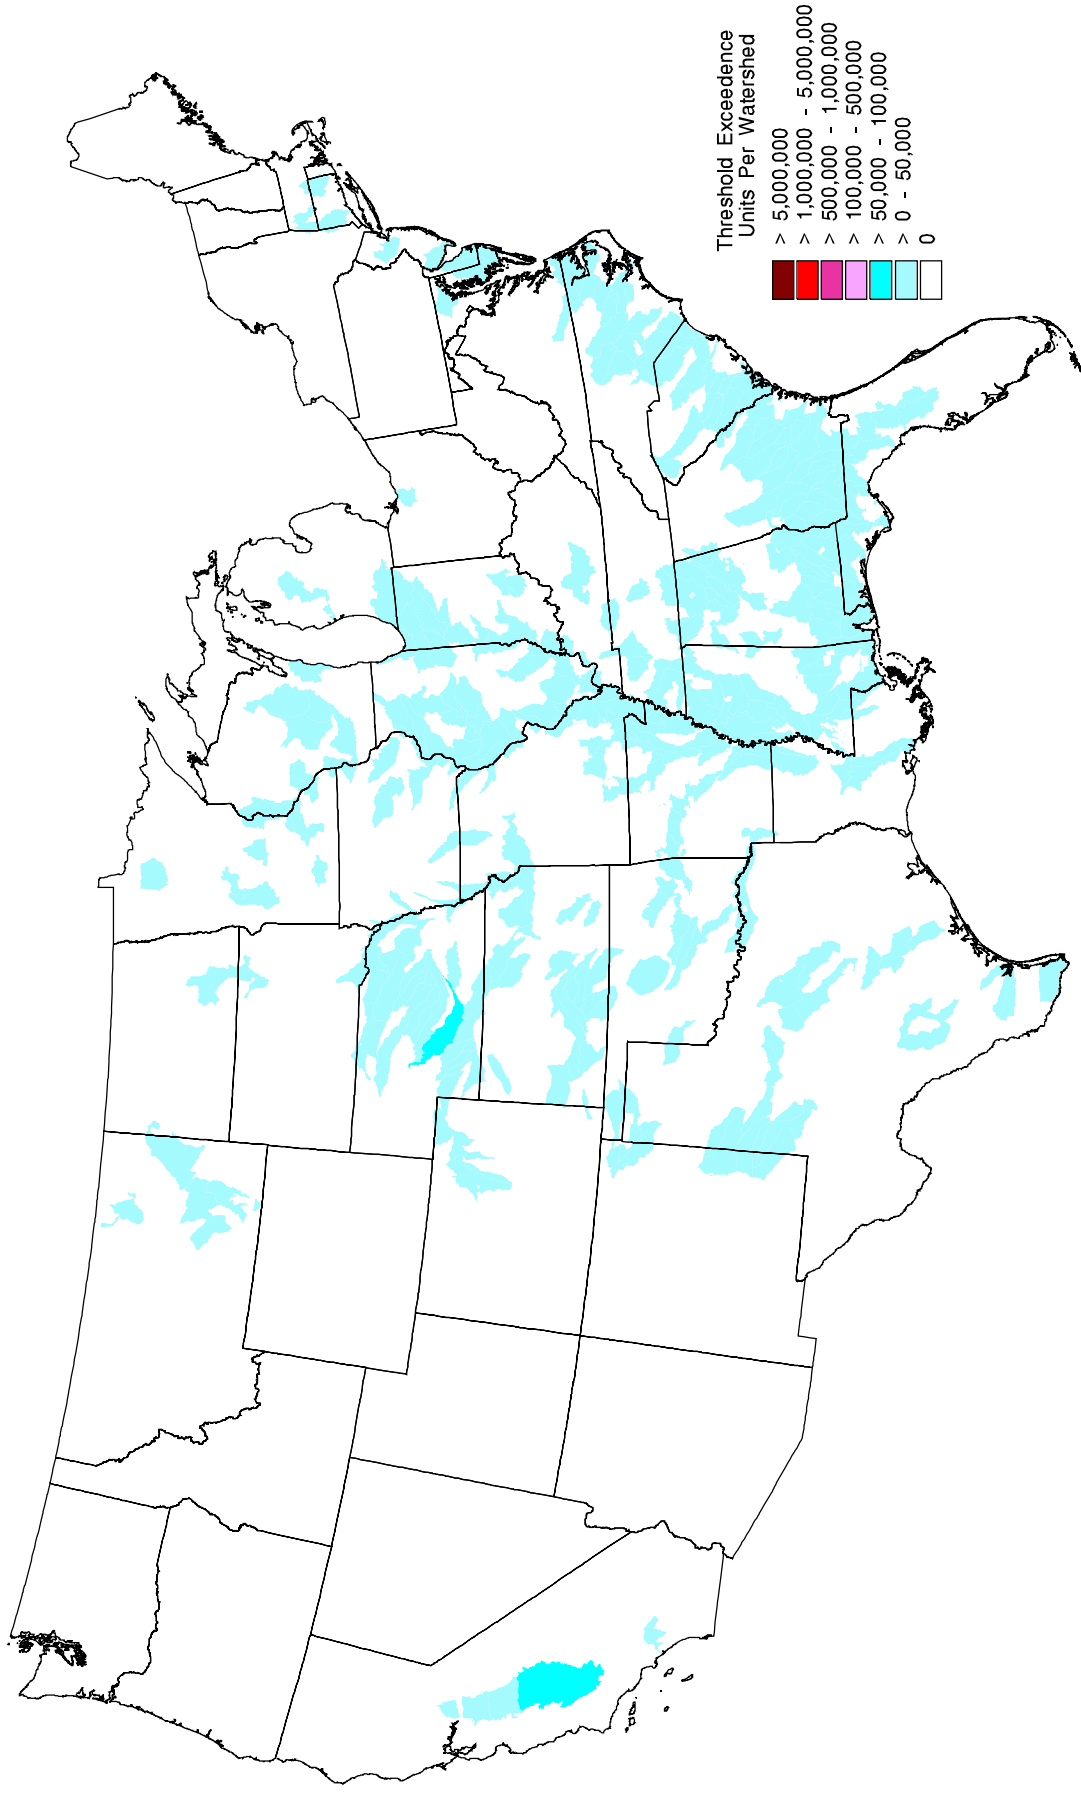 Threshold Exceedence
Units Per Watershed
> 5,000,000
> 1,000,000 - 5,000,000
> 500,000 - 1,000,000
> 100,000 - 500,000
> 50,000 - 100,000
> 0 - 50,000
0